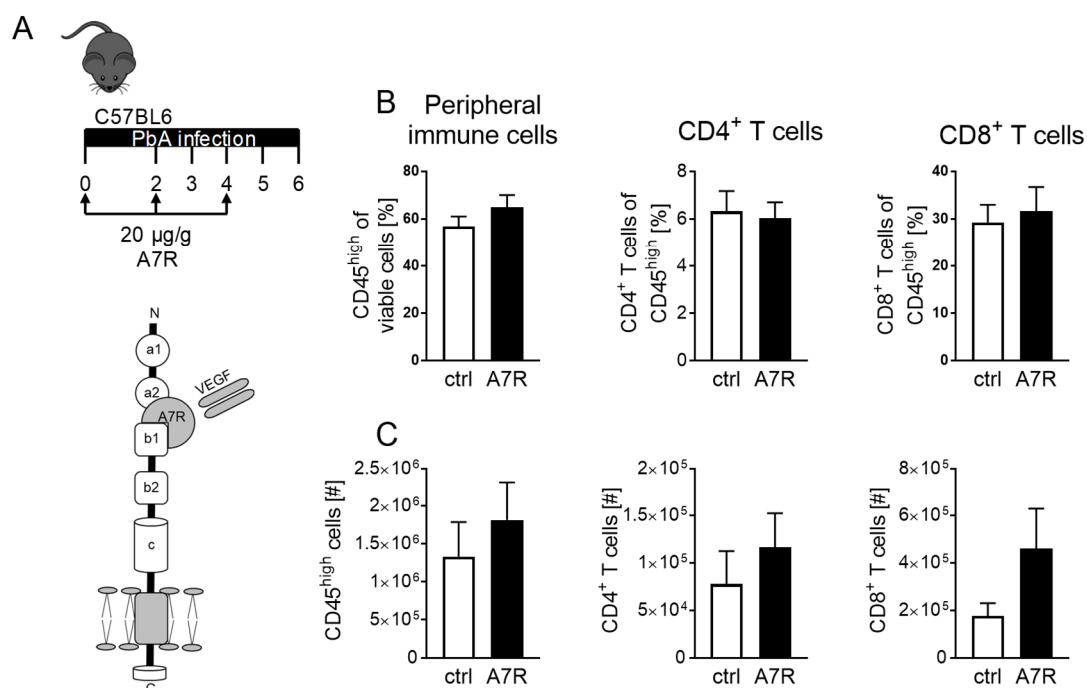 A
C57BL6
PbA infection
0 2 3 4 5 6
20 µg/g
A7R
N
a1
a2
VEGF
A7R
b1
b2
c
C
B
Peripheral
immune cells
CD45high of
viable cells [%]
80
60
40
20
0
ctrl A7R
CD4+ T cells
CD4+ T cells of
CD45high [%]
8
6
4
2
0
ctrl A7R
CD8+ T cells
CD8+ T cells of
CD45high [%]
40
30
20
10
0
ctrl A7R
C
CD45high cells [#]
2.5×10⁶
2×10⁶
1.5×10⁶
1×10⁶
5×10⁵
0
ctrl A7R
CD4+ T cells [#]
2×10⁵
1.5×10⁵
1×10⁵
5×10⁴
0
ctrl A7R
CD8+ T cells [#]
8×10⁵
6×10⁵
4×10⁵
2×10⁵
0
ctrl A7R